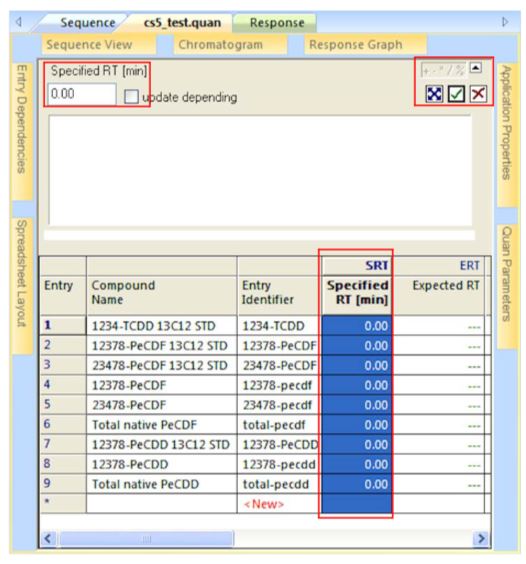 Sequence cs5_test.quan Response
Sequence View Chromatogram Response Graph
Entry Dependencies
Spreadsheet Layout
Specified RT [min]
0.00 update depending
+ - * / %
Application Properties
Quan Parameters
SRT ERT
Entry Compound Name Entry Identifier Specified RT [min] Expected RT
1 1234-TCDD 13C12 STD 1234-TCDD 0.00 ---
2 12378-PeCDF 13C12 STD 12378-PeCDF 0.00 ---
3 23478-PeCDF 13C12 STD 23478-PeCDF 0.00 ---
4 12378-PeCDF 12378-pecdf 0.00 ---
5 23478-PeCDF 23478-pecdf 0.00 ---
6 Total native PeCDF total-pecdf 0.00 ---
7 12378-PeCDD 13C12 STD 12378-PeCDD 0.00 ---
8 12378-PeCDD 12378-pecdd 0.00 ---
9 Total native PeCDD total-pecdd 0.00 ---
* <New>